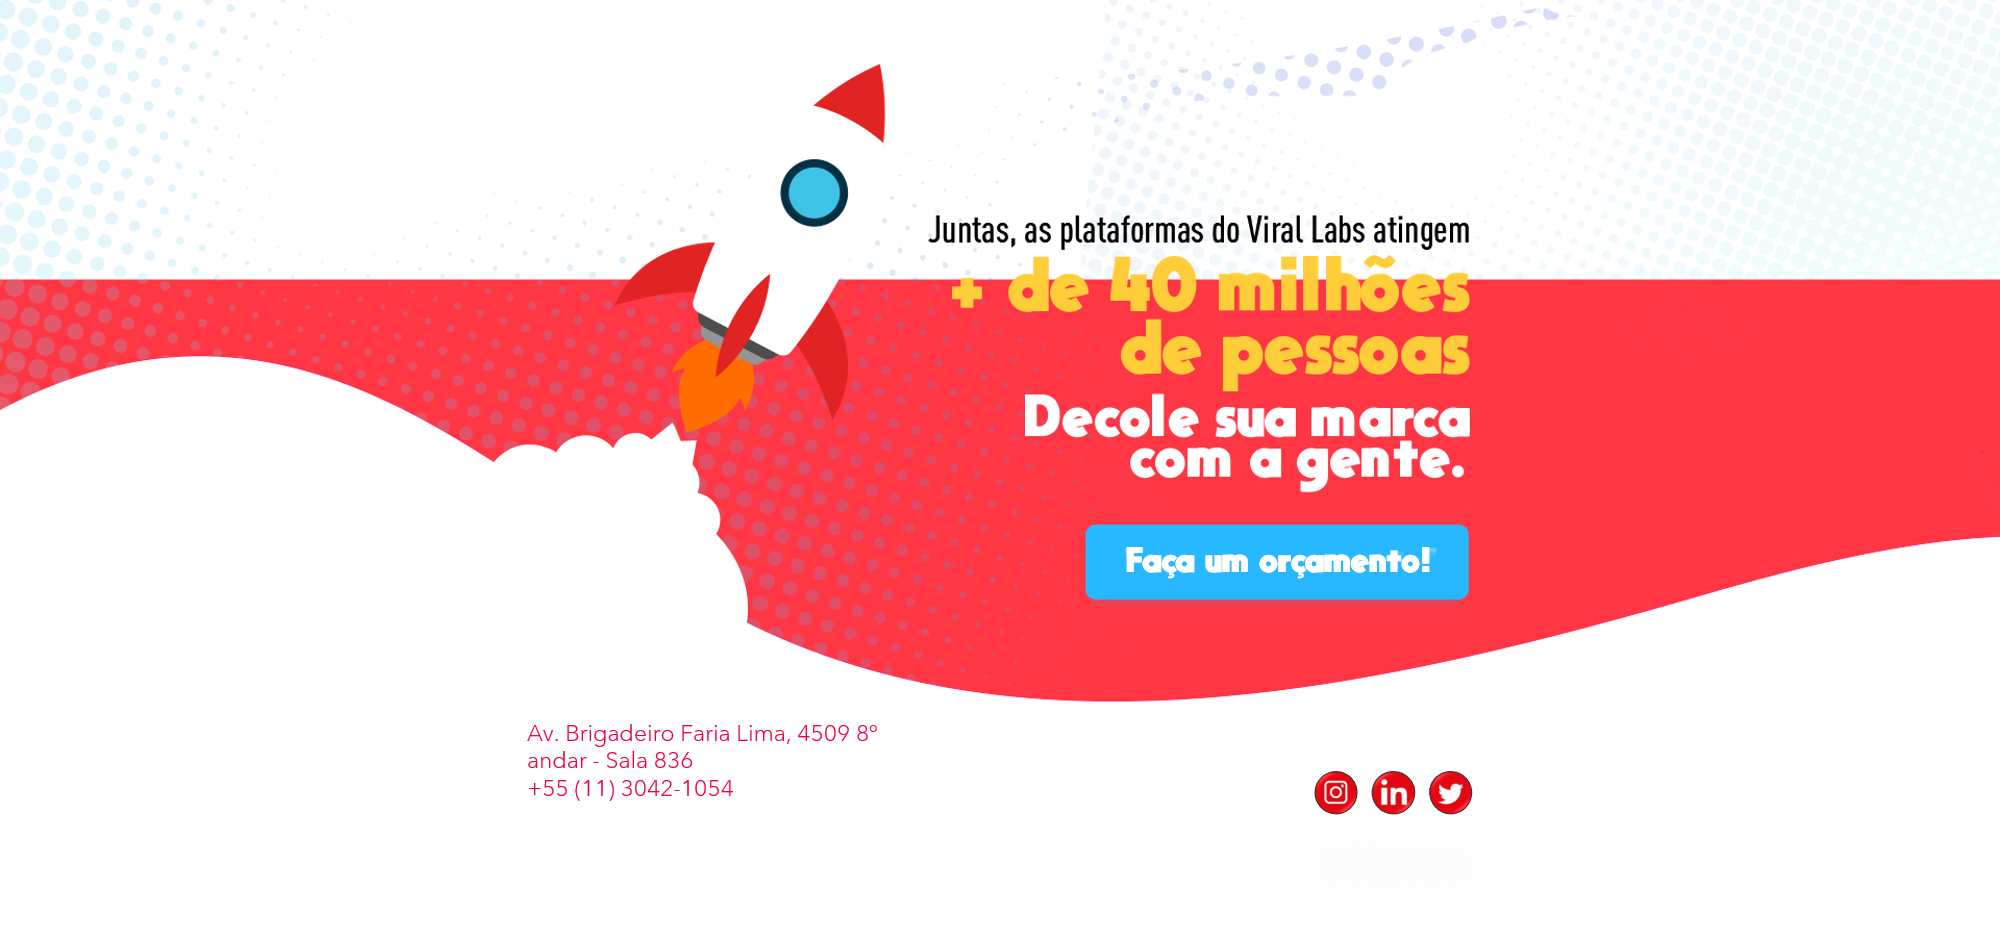 Juntas, as plataformas do Viral Labs atingem
+ de 40 milhões
de pessoas
Decole sua marca
com a gente.
Faça um orçamento!
Av. Brigadeiro Faria Lima, 4509 8º
andar - Sala 836
+55 (11) 3042-1054
in